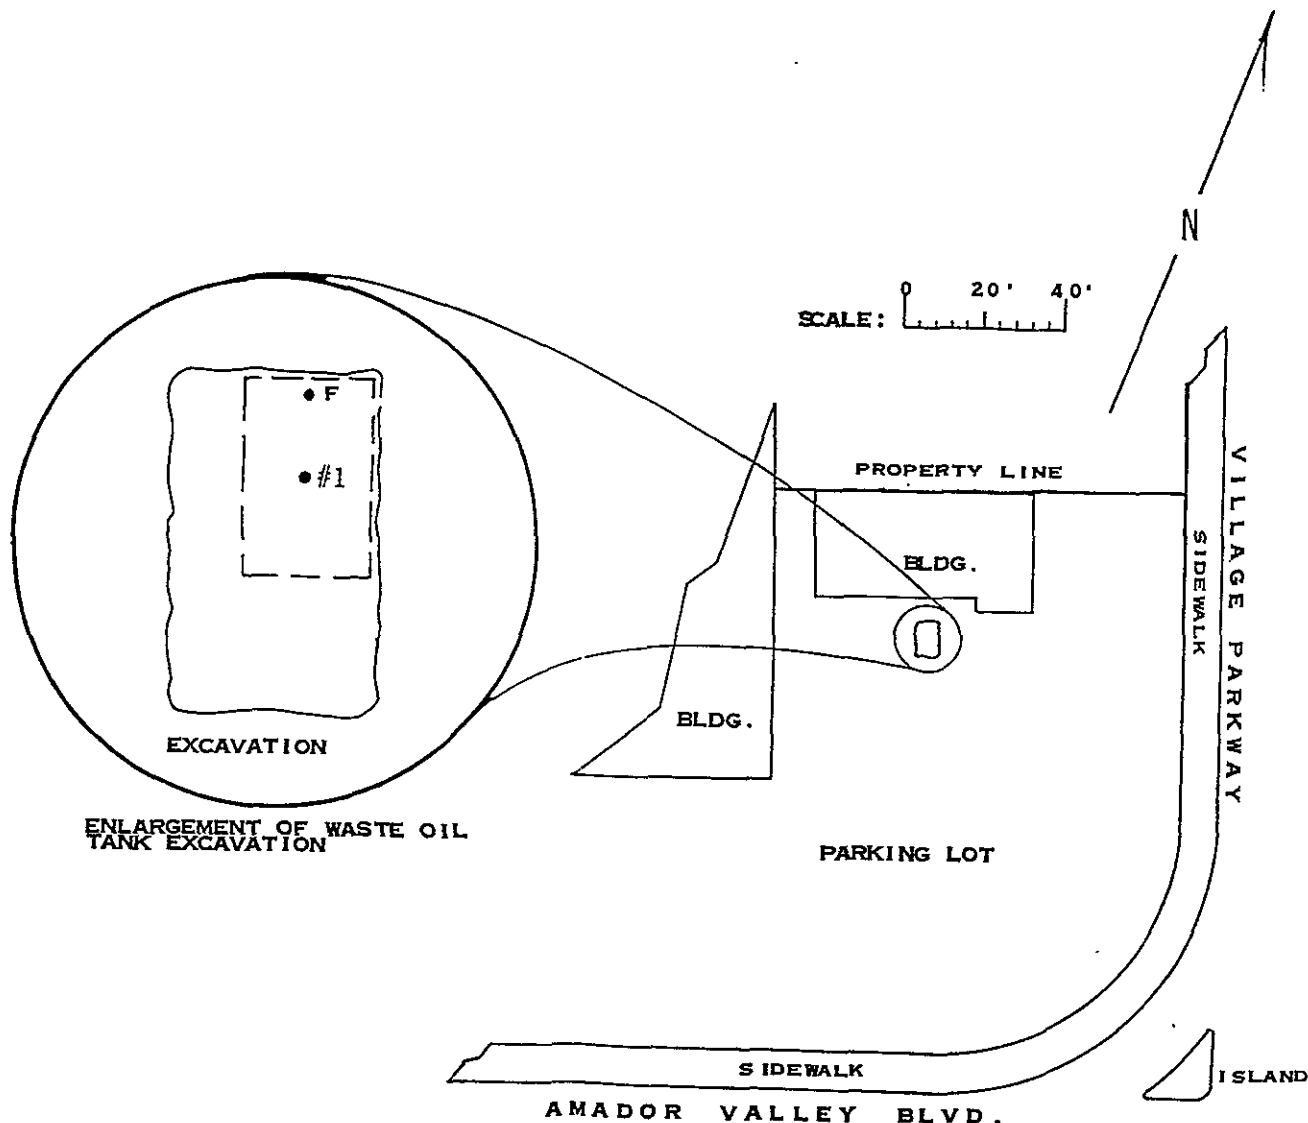 N
0 20' 40'
SCALE:
F
#1
PROPERTY LINE
BLDG.
SIDEWALK
VILLAGE PARKWAY
BLDG.
EXCAVATION
ENLARGEMENT OF WASTE OIL
TANK EXCAVATION
PARKING LOT
SIDEWALK
ISLAND
AMADOR VALLEY BLVD.